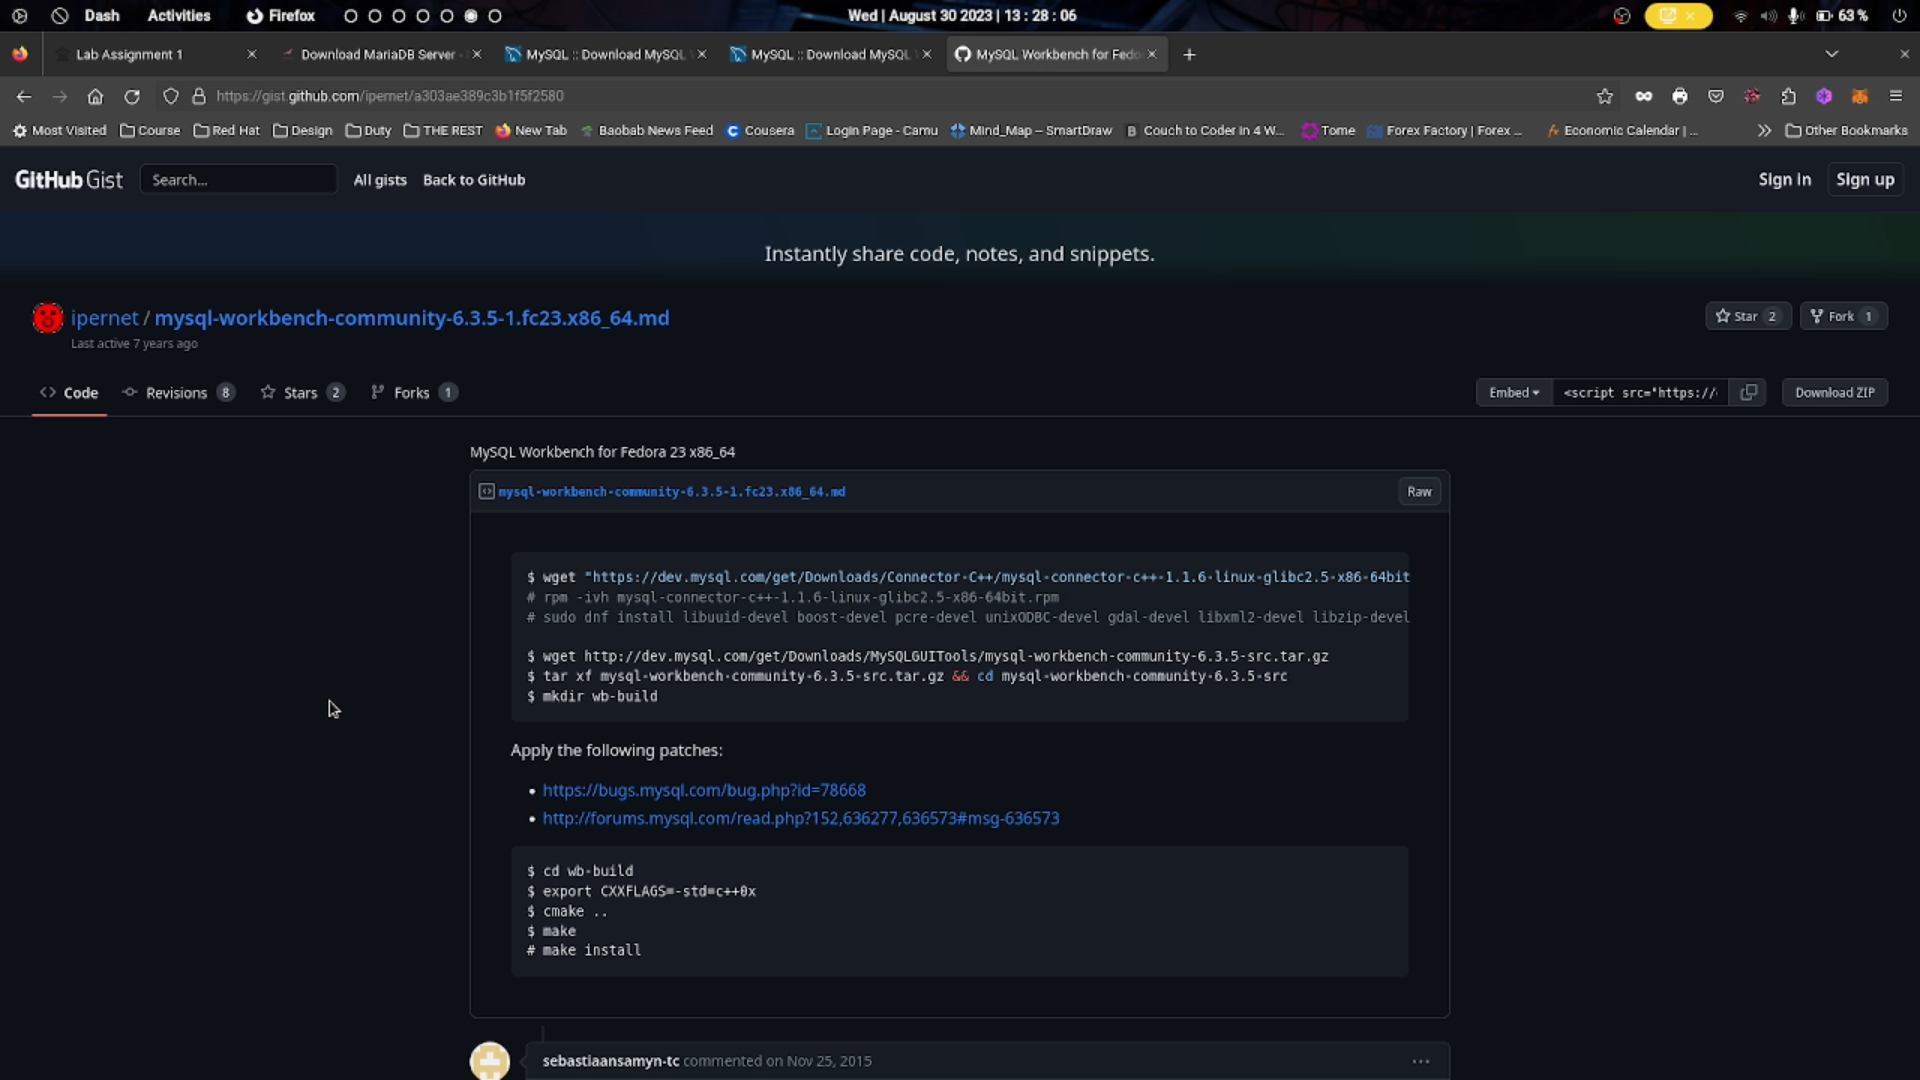 Dash Activities Firefox Wed | August 30 2023 | 13 : 28 : 06 63 %
Lab Assignment 1 Download MariaDB Server - MySQL :: Download MySQL MySQL :: Download MySQL MySQL Workbench for Fedo
https://gist.github.com/ipernet/a303ae389c3b1f5f2580
Most Visited Course Red Hat Design Duty THE REST New Tab Baobab News Feed Cousera Login Page - Camu Mind_Map – SmartDraw Couch to Coder in 4 W... Tome Forex Factory | Forex ... Economic Calendar | ... Other Bookmarks
GitHub Gist Search... All gists Back to GitHub Sign in Sign up
Instantly share code, notes, and snippets.
ipernet / mysql-workbench-community-6.3.5-1.fc23.x86_64.md Star 2 Fork 1
Last active 7 years ago
Code Revisions 8 Stars 2 Forks 1 Embed <script src="https:// Download ZIP
MySQL Workbench for Fedora 23 x86_64
mysql-workbench-community-6.3.5-1.fc23.x86_64.md Raw
$ wget "https://dev.mysql.com/get/Downloads/Connector-C++/mysql-connector-c++-1.1.6-linux-glibc2.5-x86-64bit
# rpm -ivh mysql-connector-c++-1.1.6-linux-glibc2.5-x86-64bit.rpm
# sudo dnf install libuuid-devel boost-devel pcre-devel unixODBC-devel gdal-devel libxml2-devel libzip-devel
$ wget http://dev.mysql.com/get/Downloads/MySQLGUITools/mysql-workbench-community-6.3.5-src.tar.gz
$ tar xf mysql-workbench-community-6.3.5-src.tar.gz && cd mysql-workbench-community-6.3.5-src
$ mkdir wb-build
Apply the following patches:
• https://bugs.mysql.com/bug.php?id=78668
• http://forums.mysql.com/read.php?152,636277,636573#msg-636573
$ cd wb-build
$ export CXXFLAGS=-std=c++0x
$ cmake ..
$ make
# make install
sebastiaansamyn-tc commented on Nov 25, 2015